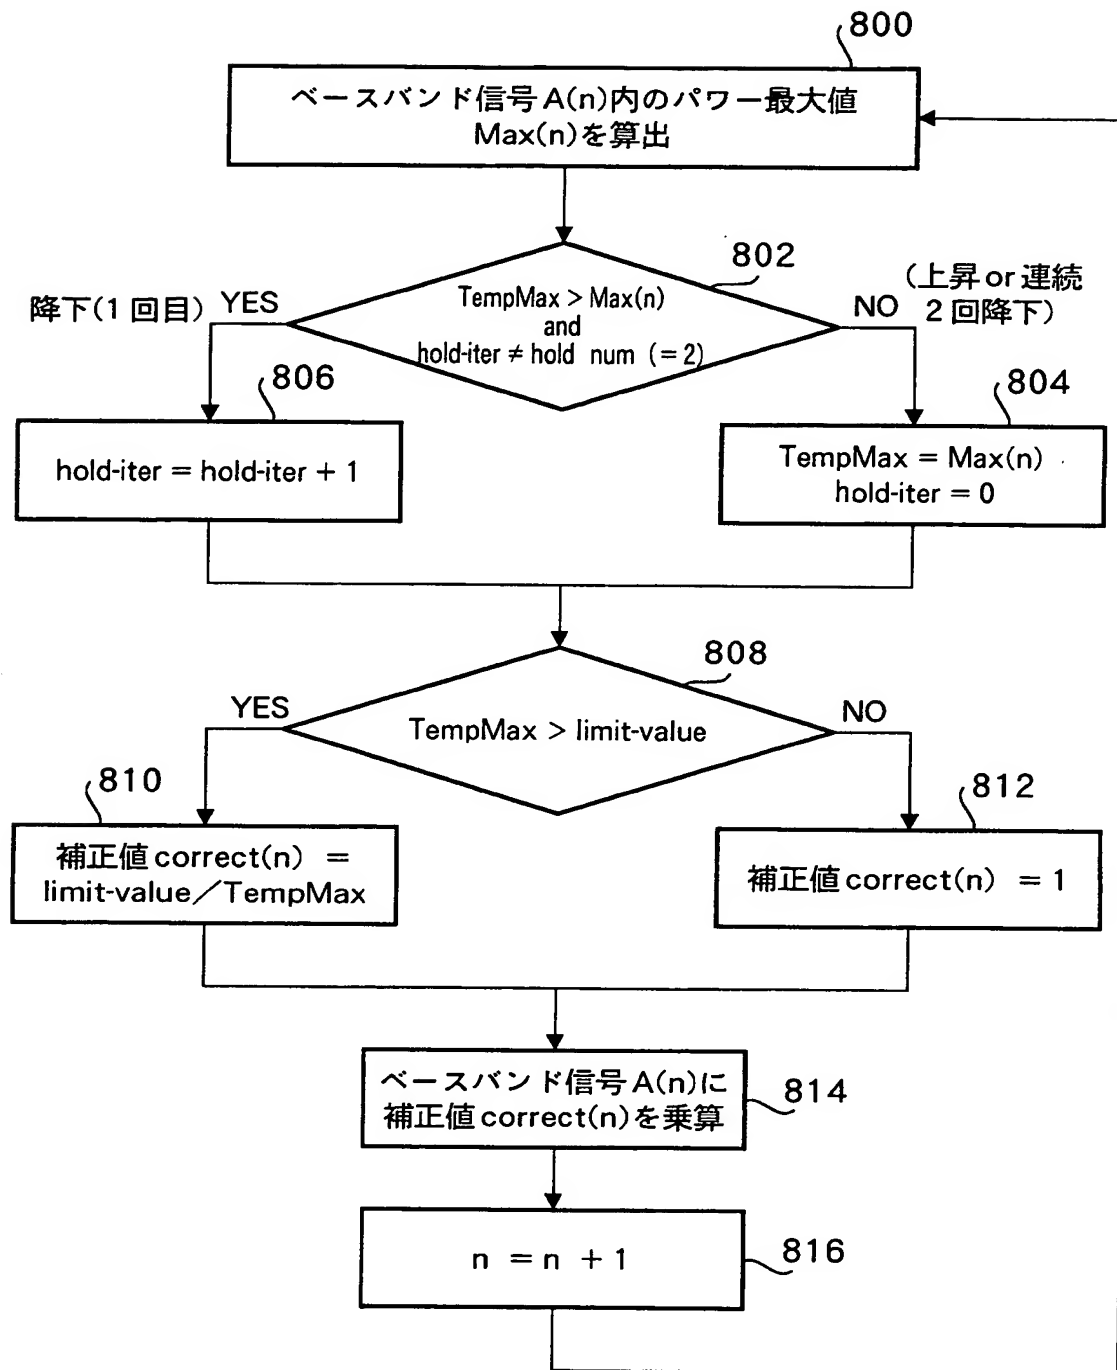 800
ベースバンド信号A(n)内のパワー最大値
Max(n)を算出
802
降下(1回目)
YES
TempMax > Max(n)
and
hold-iter ≠ hold num (= 2)
NO
(上昇or連続
2回降下)
806
hold-iter = hold-iter + 1
804
TempMax = Max(n)
hold-iter = 0
808
YES
TempMax > limit-value
NO
810
補正値correct(n) =
limit-value/TempMax
812
補正値correct(n) = 1
ベースバンド信号A(n)に
補正値correct(n)を乗算
814
n = n + 1
816